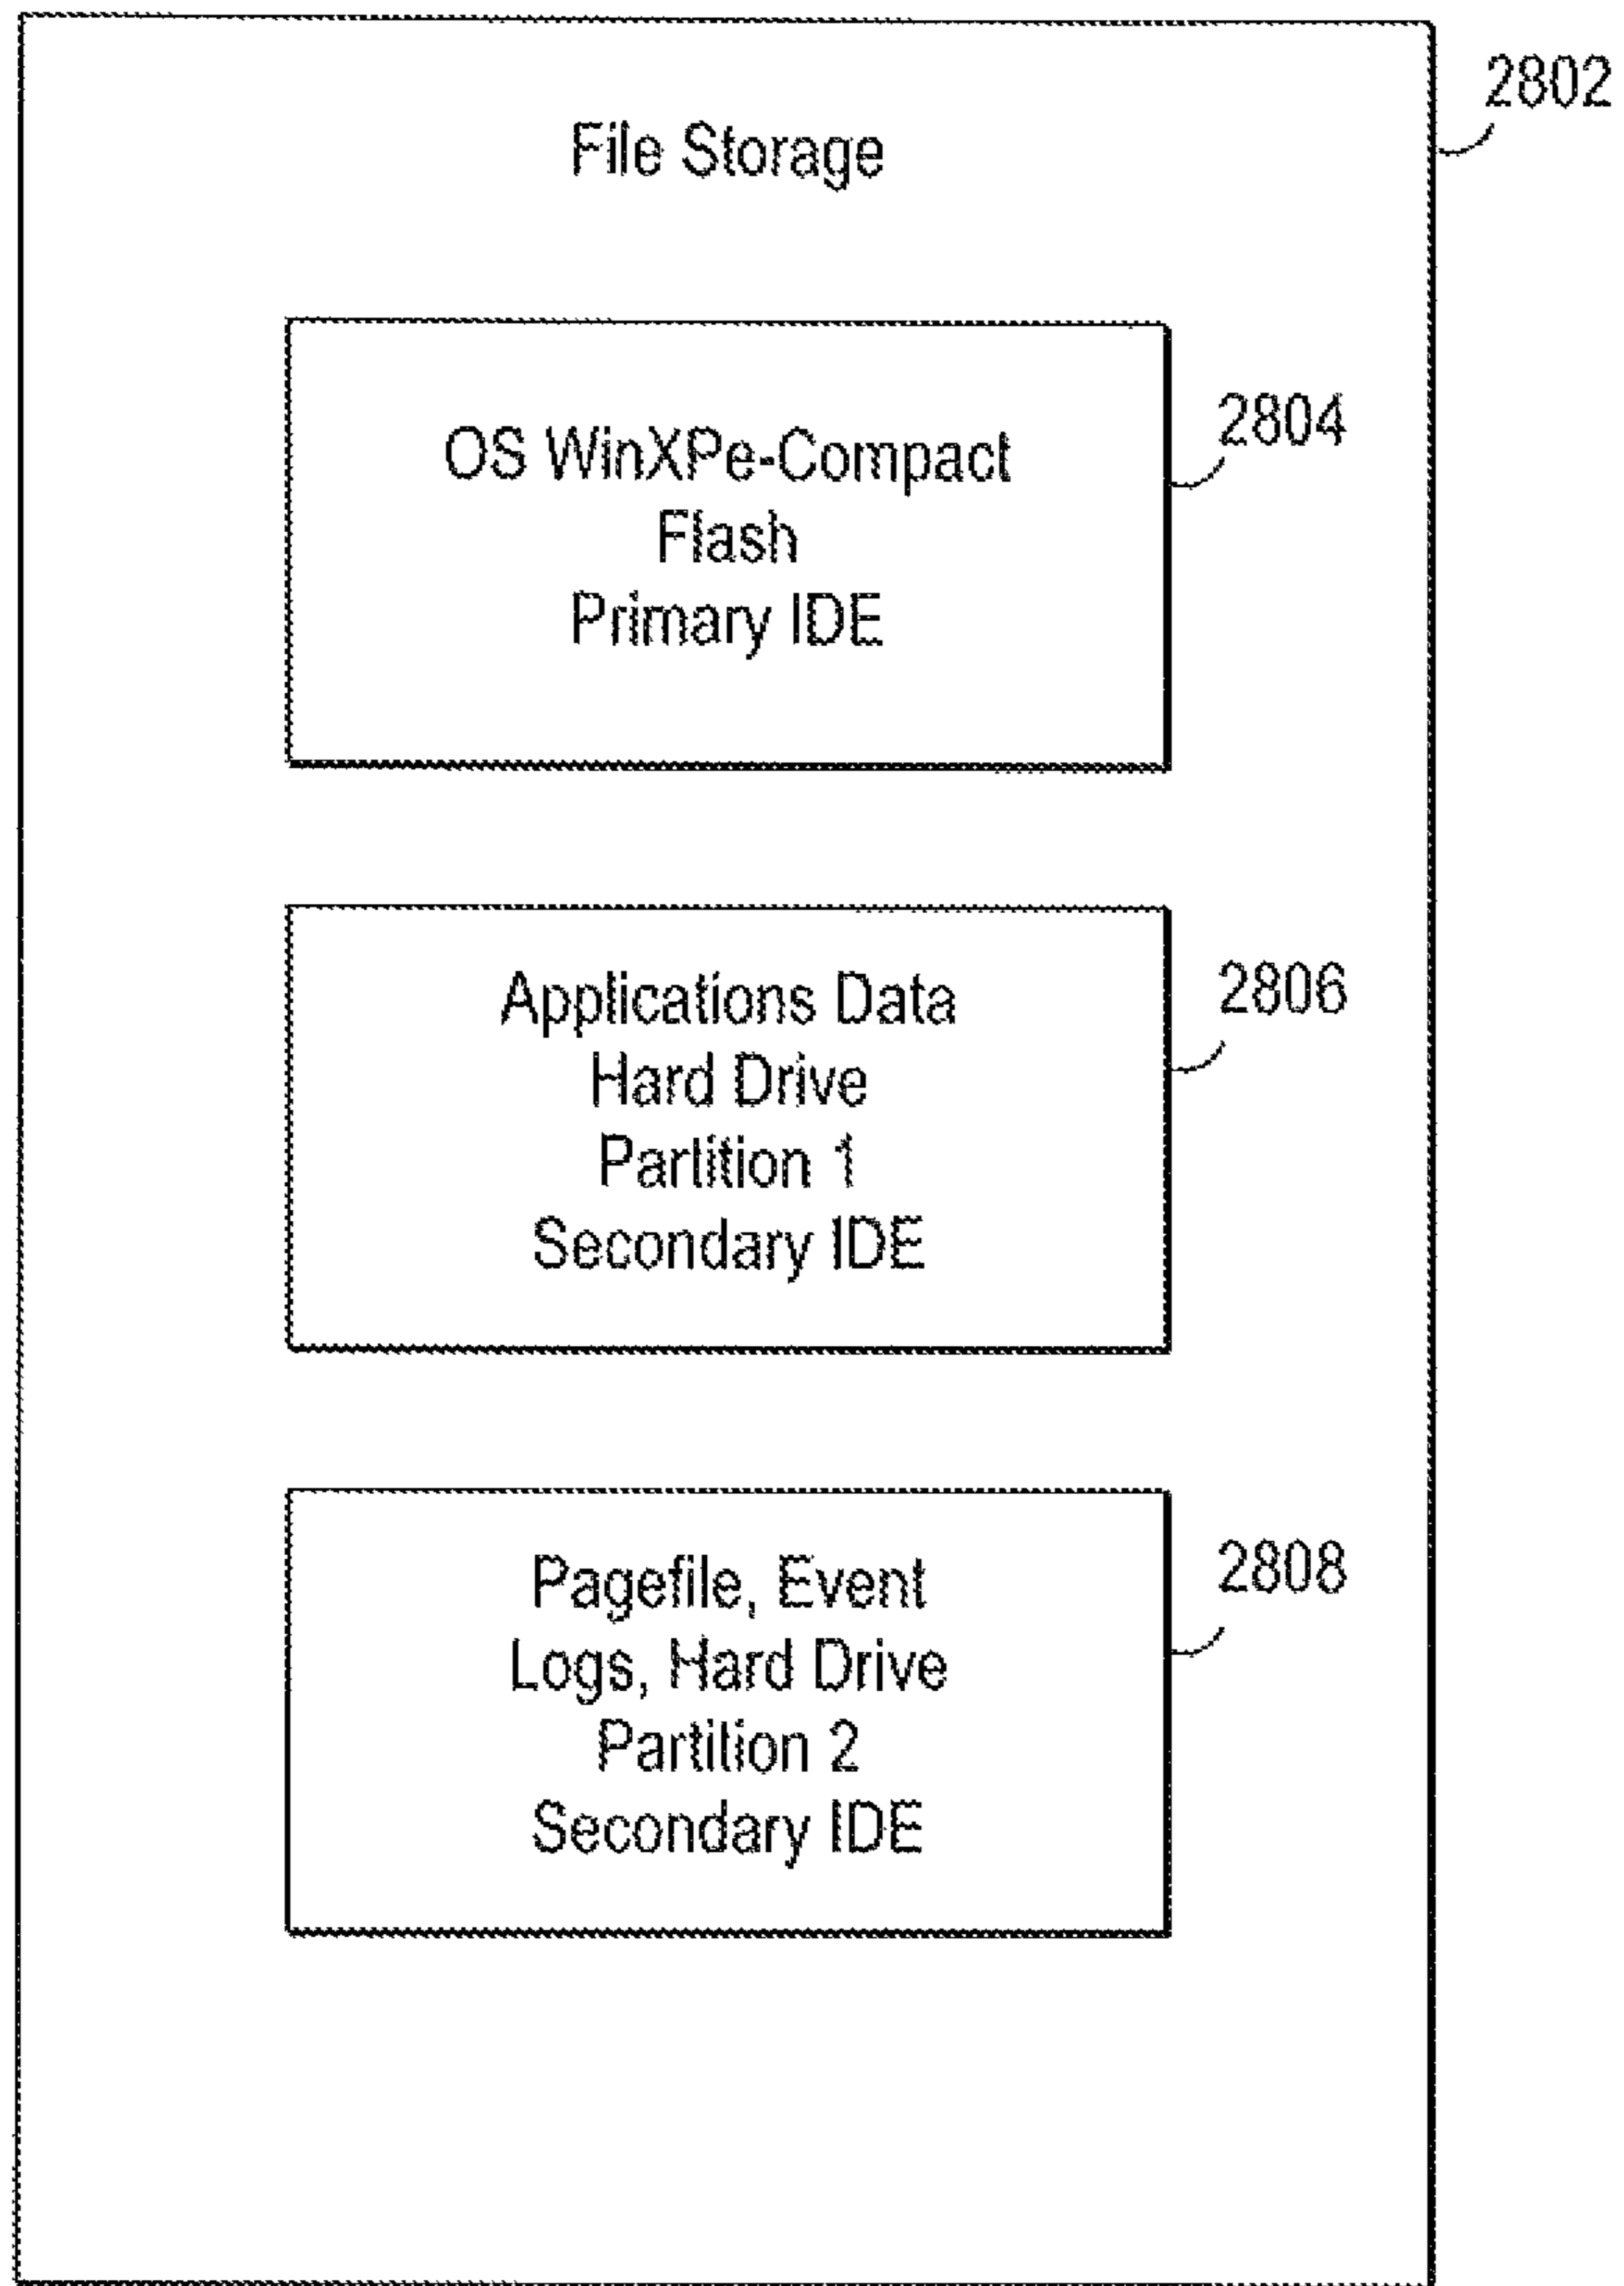 2802
File Storage
2804
OS WinXPe-Compact
Flash
Primary IDE
2806
Applications Data
Hard Drive
Partition 1
Secondary IDE
2808
Pagefile, Event
Logs, Hard Drive
Partition 2
Secondary IDE